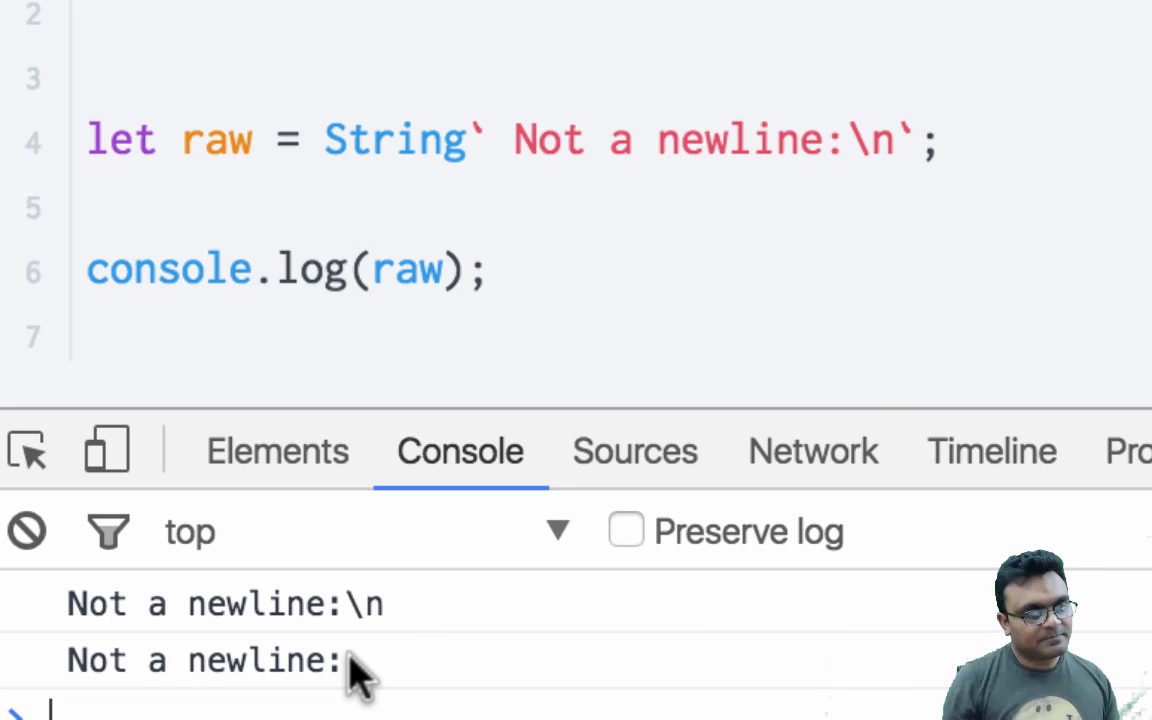 2
3
4 let raw = String` Not a newline:\n`;
5
6 console.log(raw);
7
Elements Console Sources Network Timeline Pro
top ▼ Preserve log
Not a newline:\n
Not a newline:
>